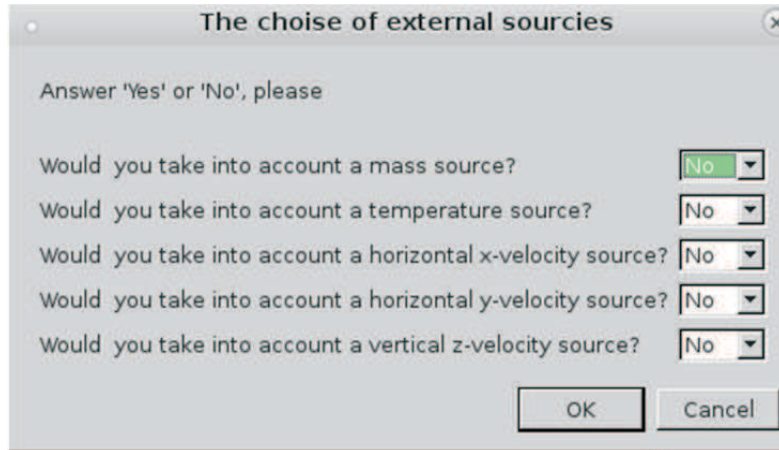 The choise of external sourcies
Answer 'Yes' or 'No', please
Would you take into account a mass source? No
Would you take into account a temperature source? No
Would you take into account a horizontal x-velocity source? No
Would you take into account a horizontal y-velocity source? No
Would you take into account a vertical z-velocity source? No
OK Cancel